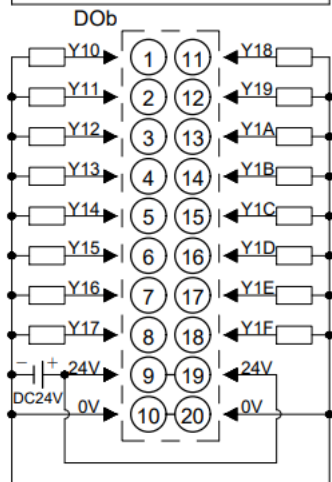 DOb
Y10 1 11 Y18
Y11 2 12 Y19
Y12 3 13 Y1A
Y13 4 14 Y1B
Y14 5 15 Y1C
Y15 6 16 Y1D
Y16 7 17 Y1E
Y17 8 18 Y1F
− + 24V 9 19 24V
DC24V
0V 10 20 0V